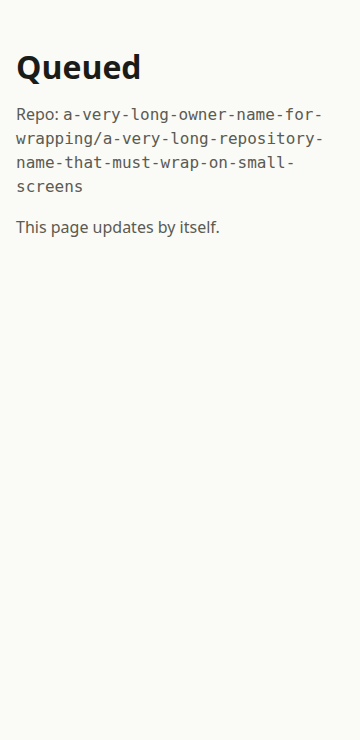 Queued
Repo: a-very-long-owner-name-for-
wrapping/a-very-long-repository-
name-that-must-wrap-on-small-
screens
This page updates by itself.